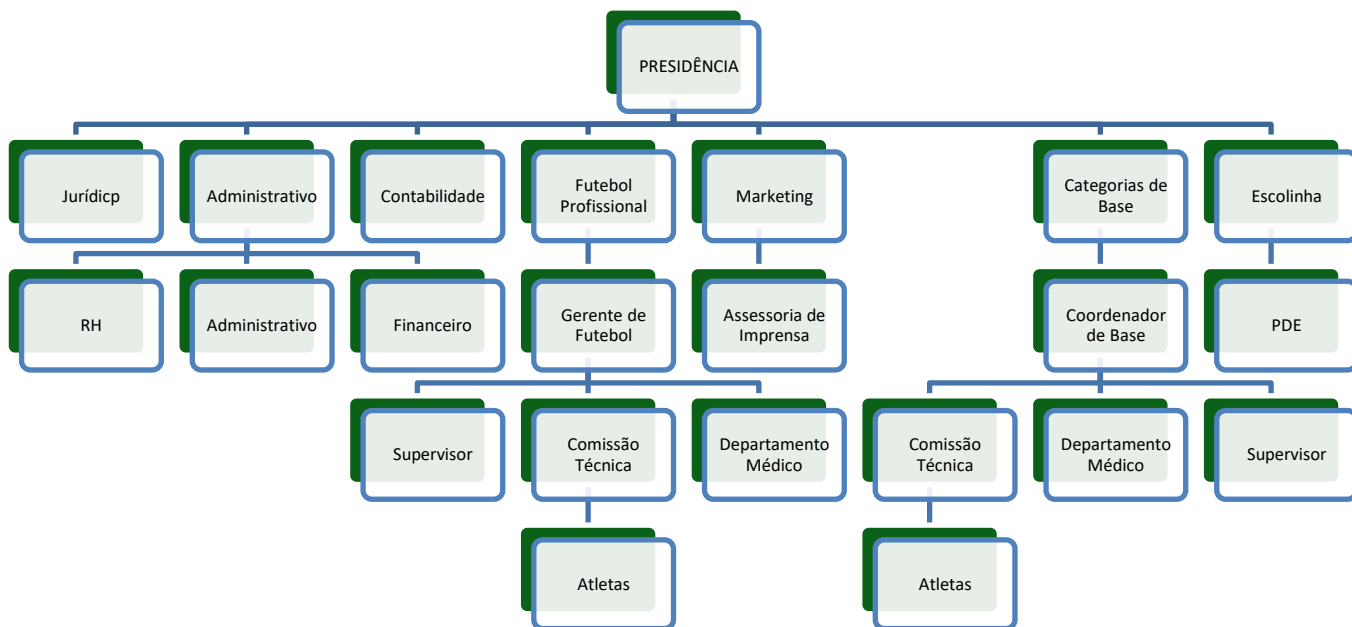 PRESIDÊNCIA
Jurídicp
Administrativo
Contabilidade
Futebol
Profissional
Marketing
Categorias de
Base
Escolinha
RH
Administrativo
Financeiro
Gerente de
Futebol
Assessoria de
Imprensa
Coordenador
de Base
PDE
Supervisor
Comissão
Técnica
Departamento
Médico
Comissão
Técnica
Departamento
Médico
Supervisor
Atletas
Atletas